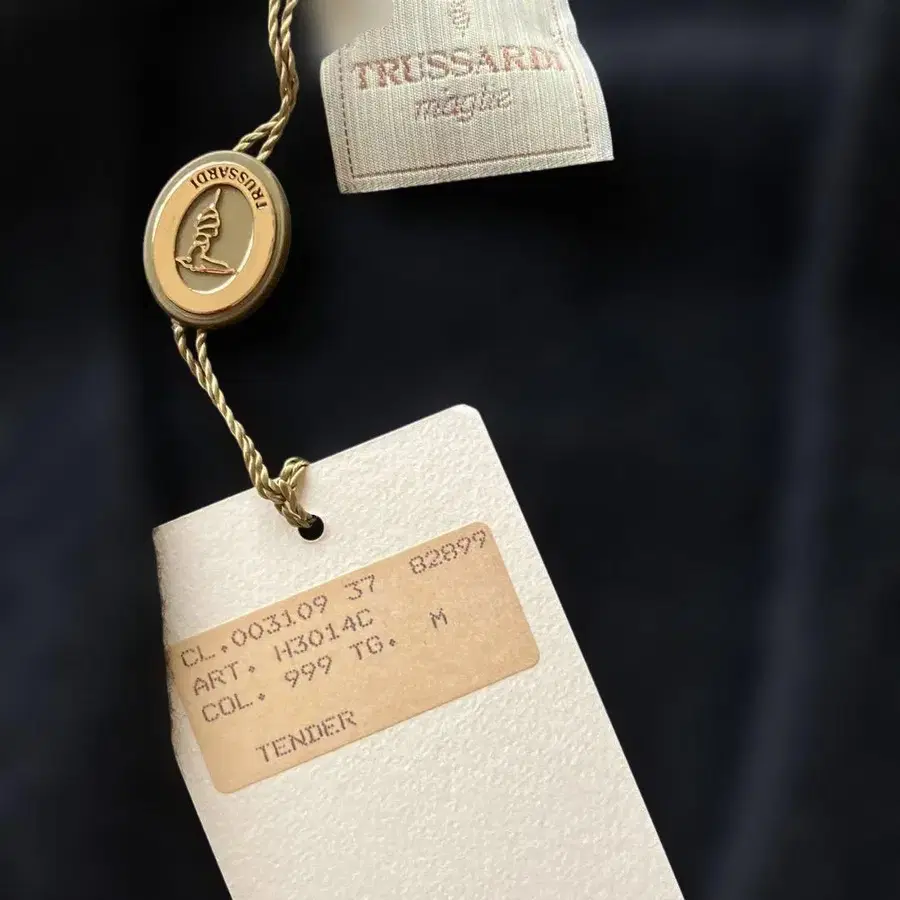 TRUSSARDI
maglie
TRUSSARDI
CL.003109 37 82899
ART. H3014C
COL. 999 TG. M
TENDER